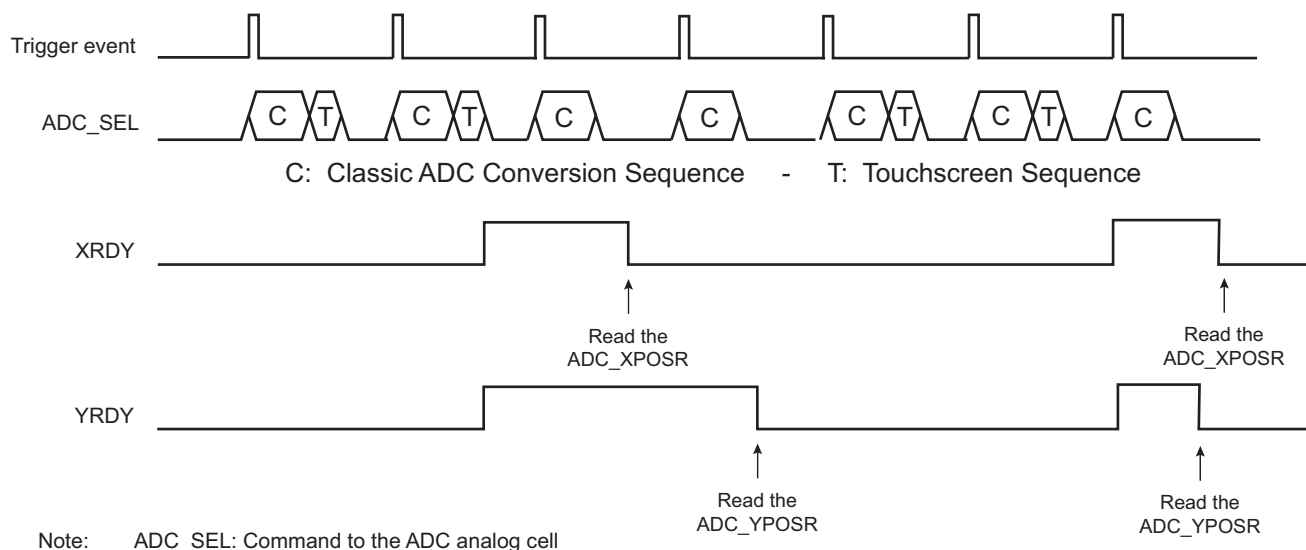 Trigger event
ADC_SEL
C T C T C C C T C T C
C: Classic ADC Conversion Sequence - T: Touchscreen Sequence
XRDY
Read the
ADC_XPOSR
Read the
ADC_XPOSR
YRDY
Read the
ADC_YPOSR
Read the
ADC_YPOSR
Note: ADC_SEL: Command to the ADC analog cell